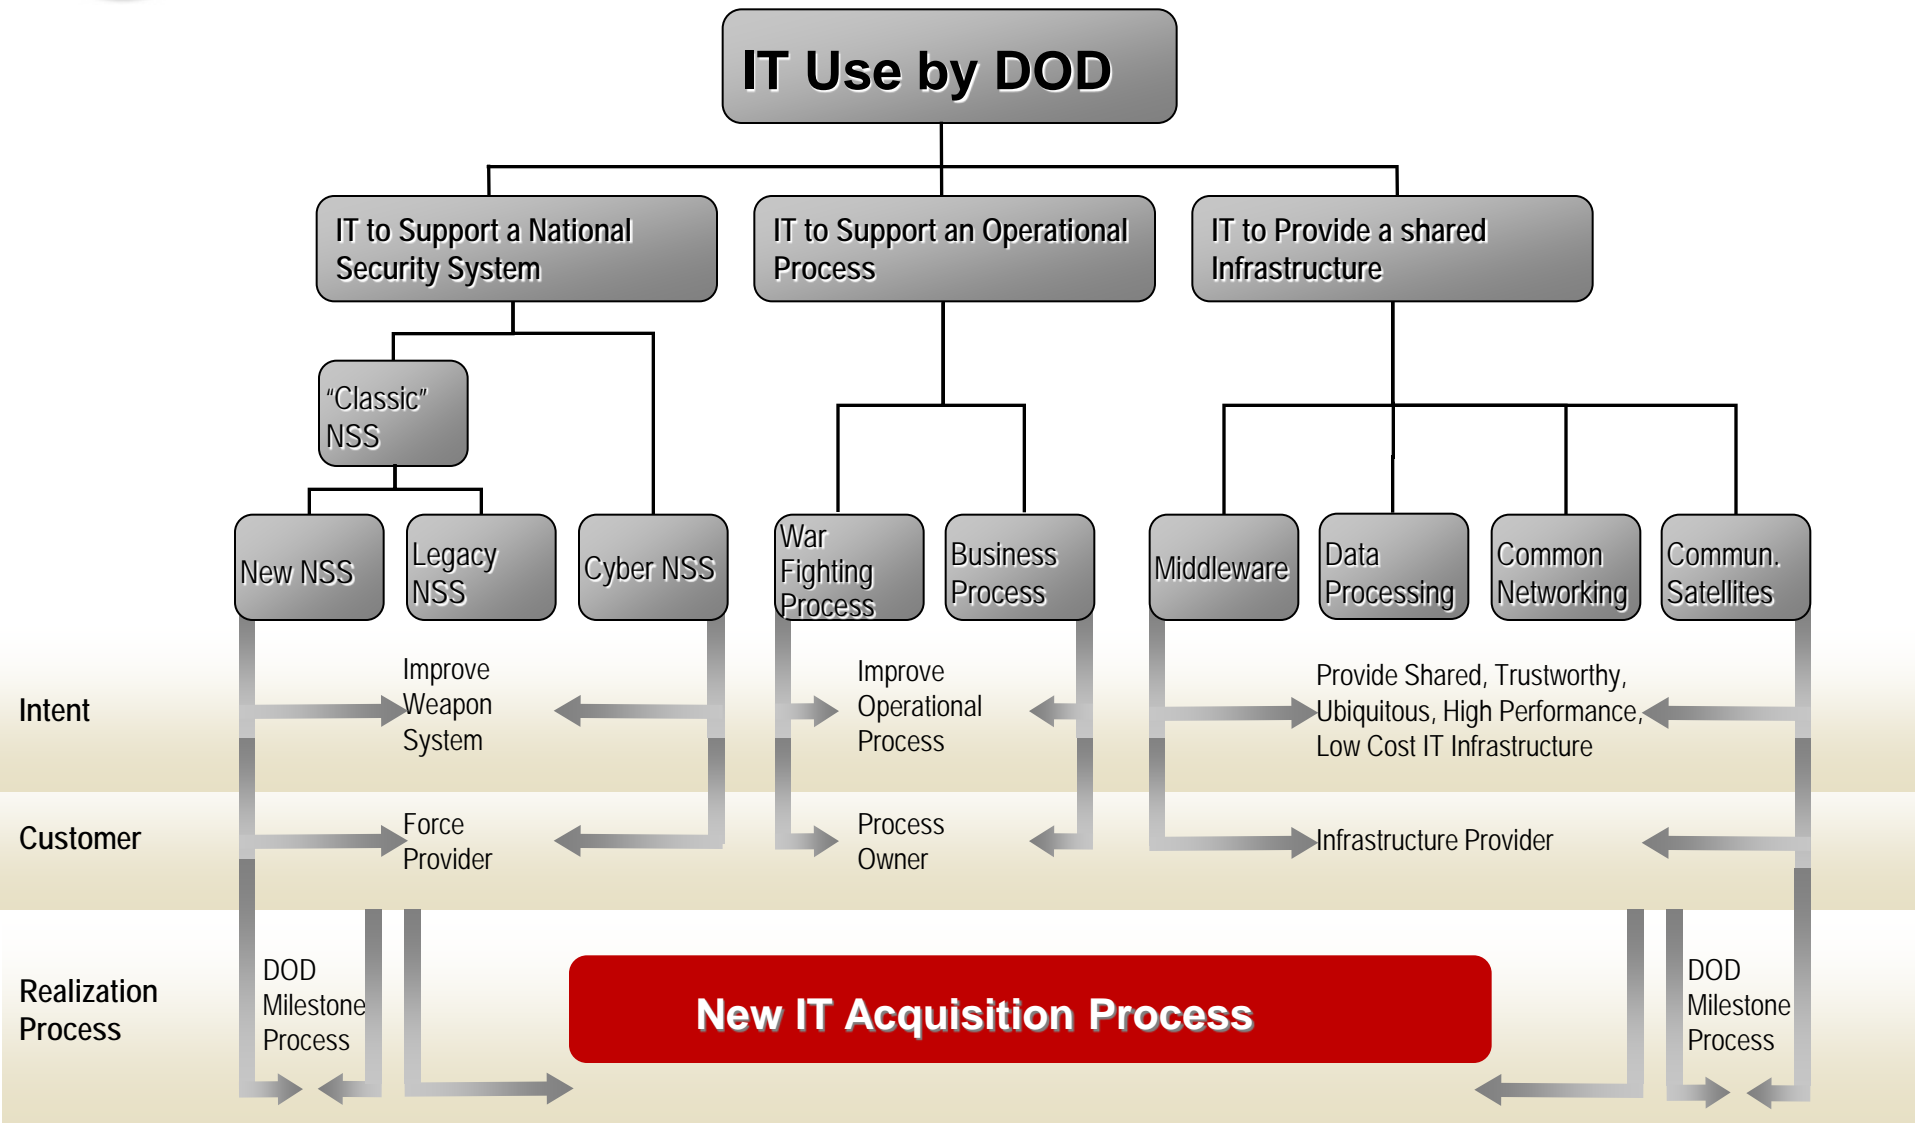 IT Use by DOD
IT to Support a National
Security System
IT to Support an Operational
Process
IT to Provide a shared
Infrastructure
“Classic”
NSS
New NSS
Legacy
NSS
Cyber NSS
War
Fighting
Process
Business
Process
Middleware
Data
Processing
Common
Networking
Commun.
Satellites
Intent
Improve
Weapon
System
Improve
Operational
Process
Provide Shared, Trustworthy,
Ubiquitous, High Performance,
Low Cost IT Infrastructure
Customer
Force
Provider
Process
Owner
Infrastructure Provider
Realization
Process
DOD
Milestone
Process
New IT Acquisition Process
DOD
Milestone
Process